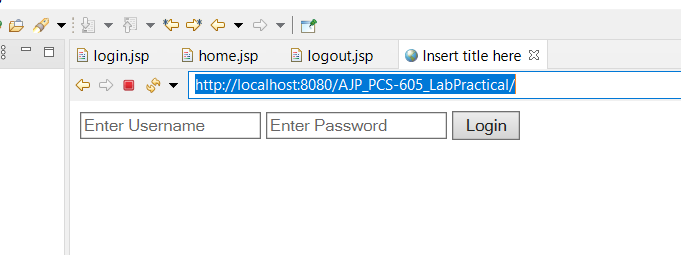 login.jsp home.jsp logout.jsp Insert title here
http://localhost:8080/AJP_PCS-605_LabPractical/
Enter Username Enter Password Login